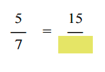 5/7 = 15/